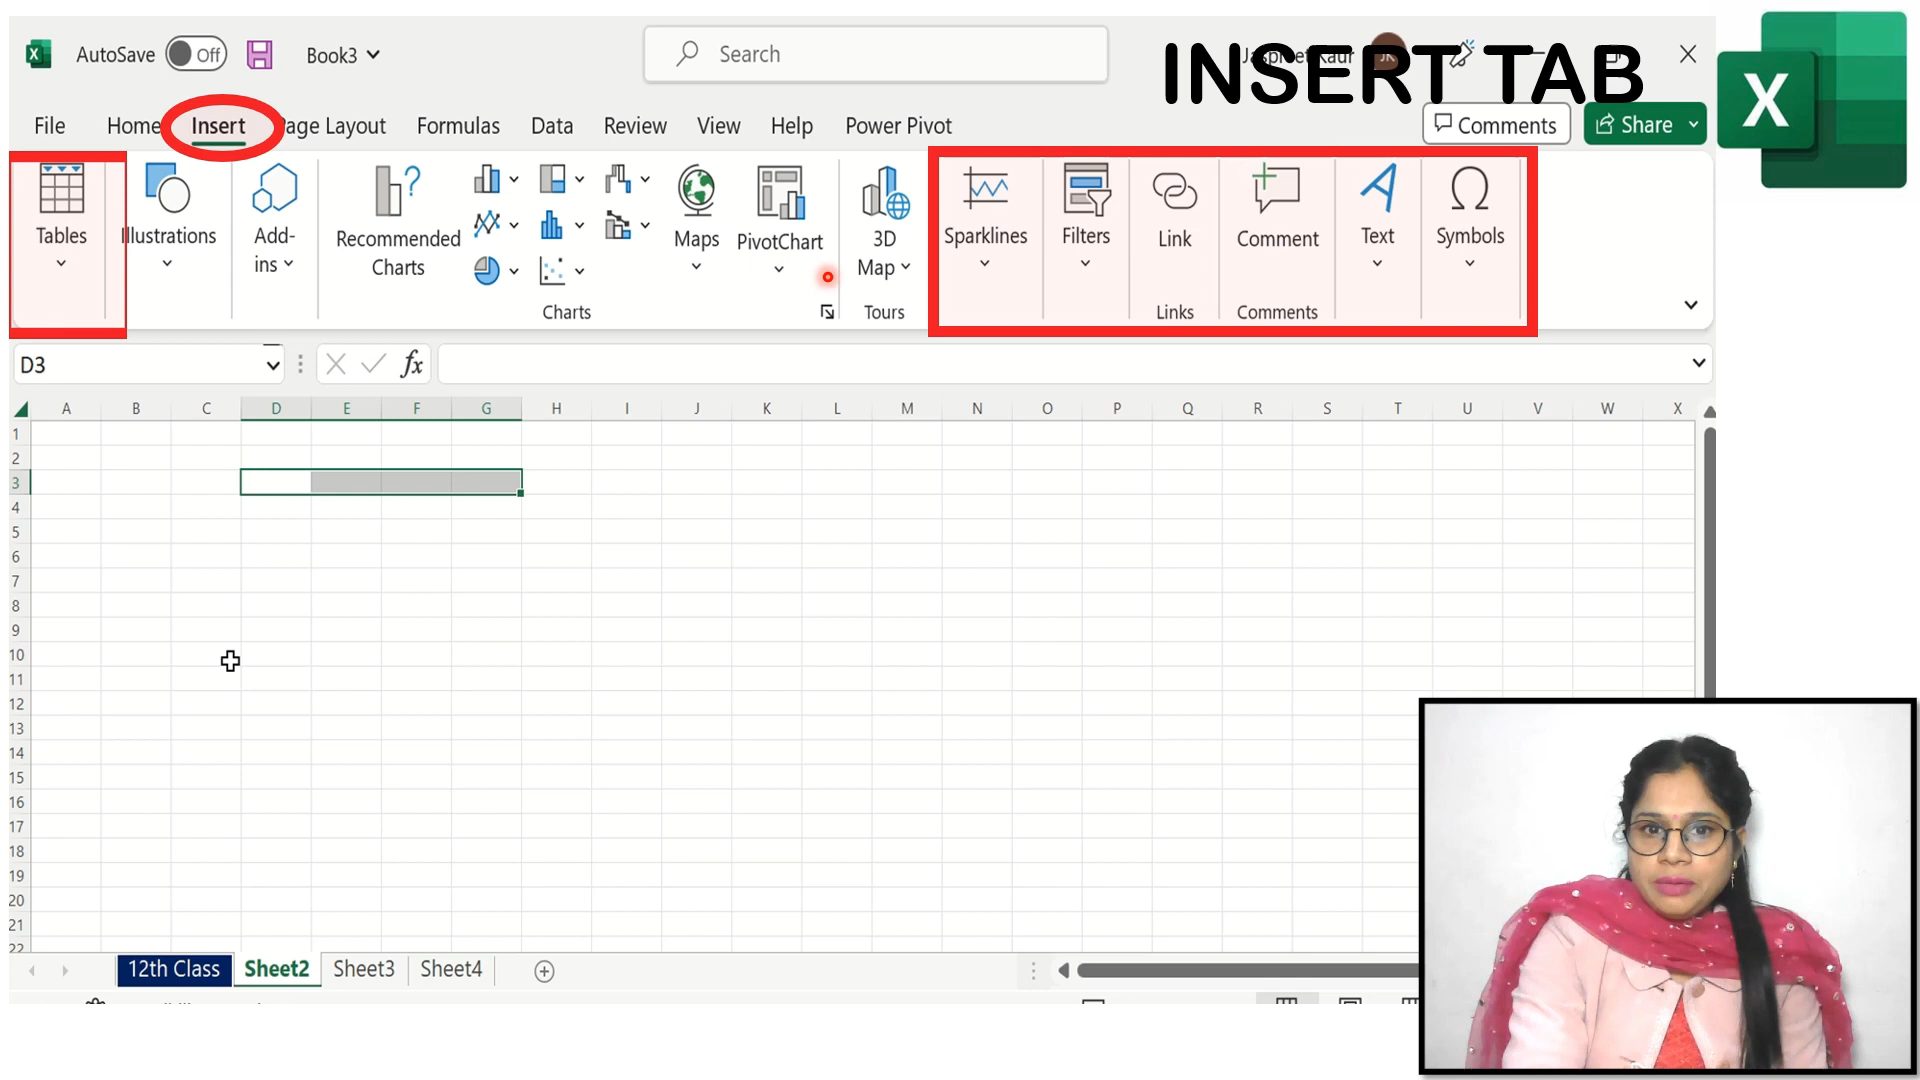 AutoSave Off Book3 Search INSERT TAB
X
File Home Insert Page Layout Formulas Data Review View Help Power Pivot Comments Share
Tables Illustrations Add-ins Recommended Charts Maps PivotChart 3D Map Sparklines Filters Link Comment Text Symbols
Charts Tours Links Comments
D3 fx
A B C D E F G H I J K L M N O P Q R S T U V W X
1
2
3
4
5
6
7
8
9
10
11
12
13
14
15
16
17
18
19
20
21
22
12th Class Sheet2 Sheet3 Sheet4